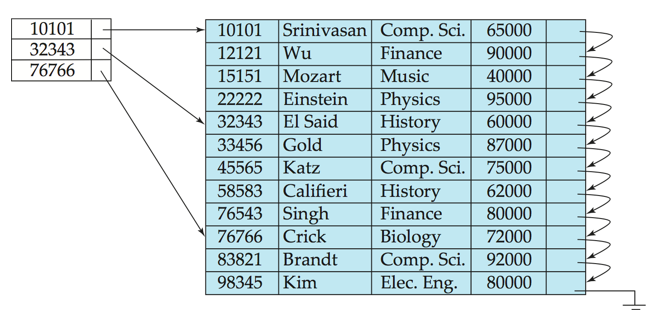 10101
32343
76766
10101 Srinivasan Comp. Sci. 65000
12121 Wu Finance 90000
15151 Mozart Music 40000
22222 Einstein Physics 95000
32343 El Said History 60000
33456 Gold Physics 87000
45565 Katz Comp. Sci. 75000
58583 Califieri History 62000
76543 Singh Finance 80000
76766 Crick Biology 72000
83821 Brandt Comp. Sci. 92000
98345 Kim Elec. Eng. 80000